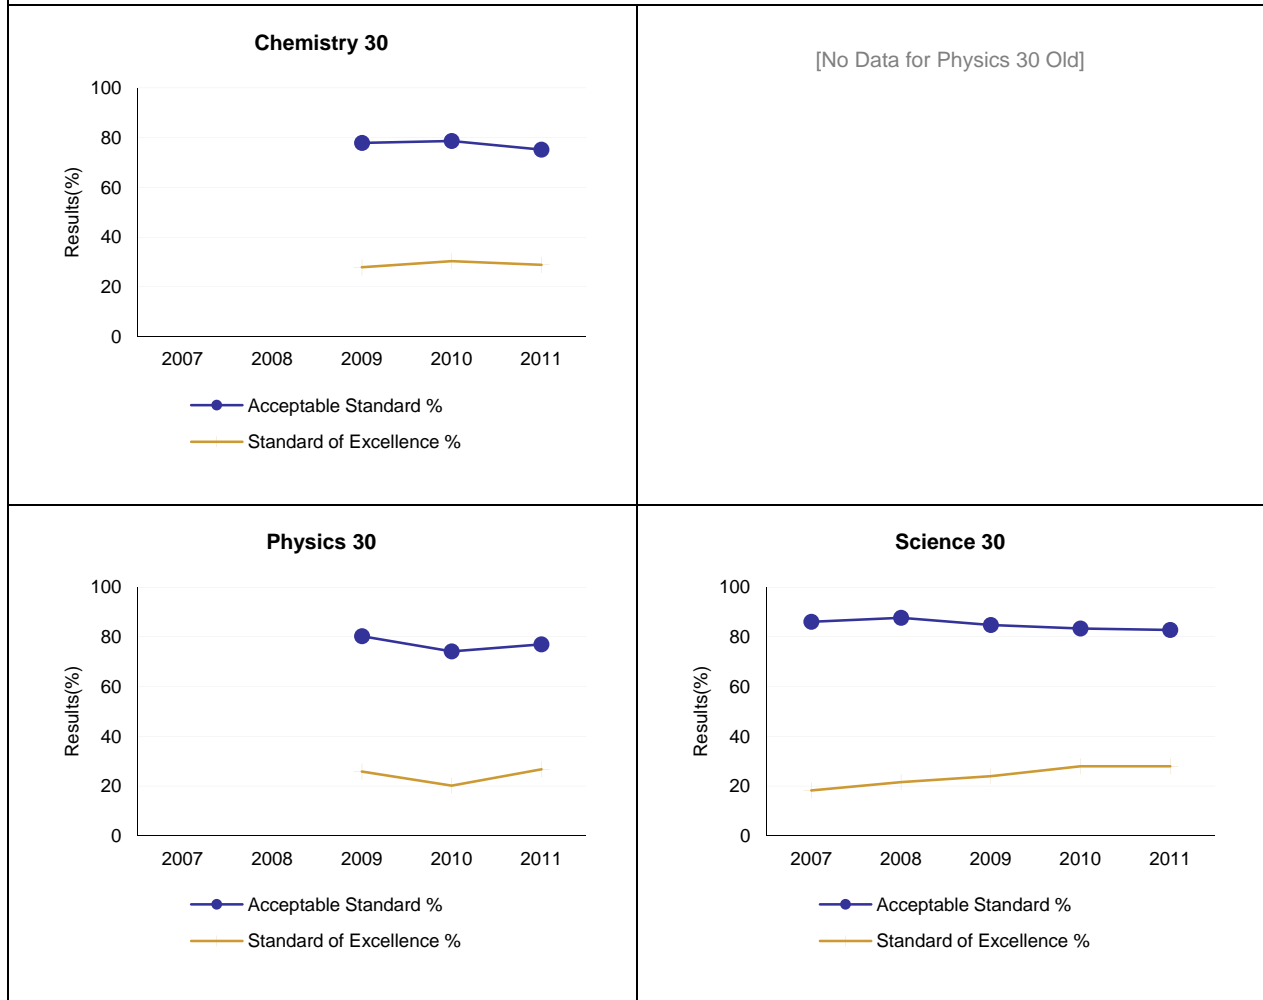 Chemistry 30
100
80
60
40
20
0
Results(%)
2007 2008 2009 2010 2011
Acceptable Standard %
Standard of Excellence %
[No Data for Physics 30 Old]
Physics 30
100
80
60
40
20
0
Results(%)
2007 2008 2009 2010 2011
Acceptable Standard %
Standard of Excellence %
Science 30
100
80
60
40
20
0
Results(%)
2007 2008 2009 2010 2011
Acceptable Standard %
Standard of Excellence %